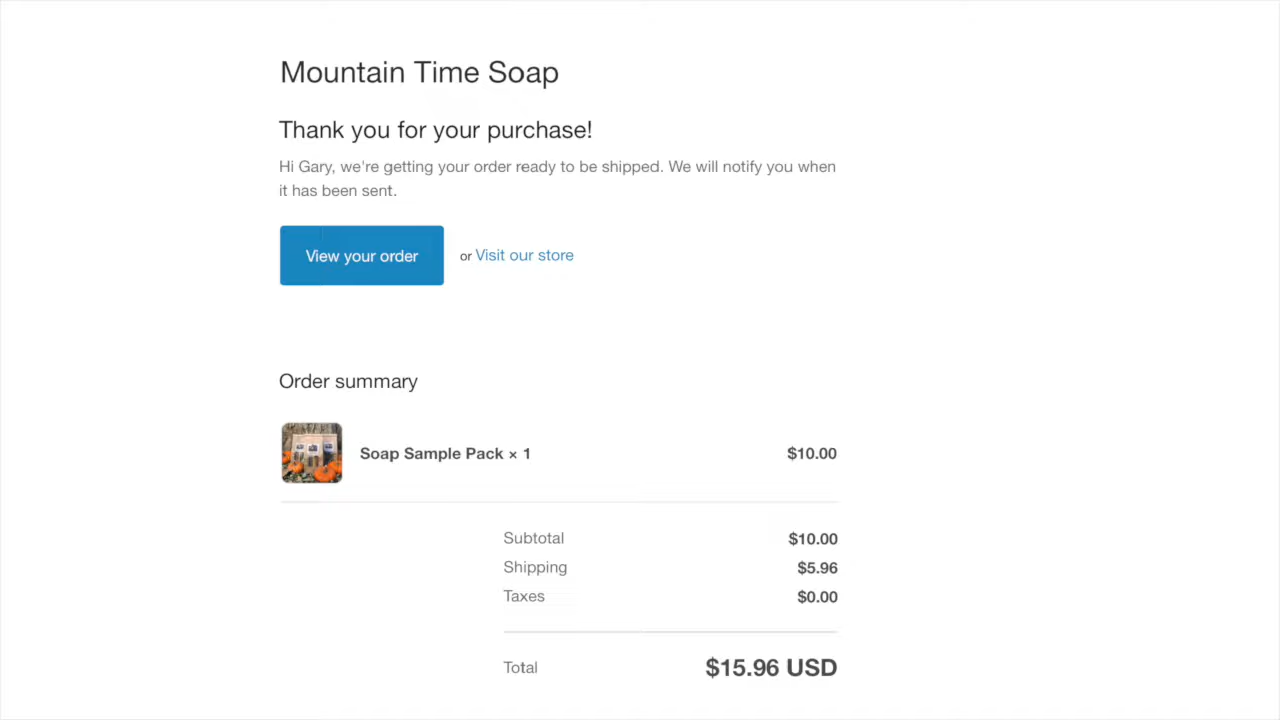 Mountain Time Soap
Thank you for your purchase!
Hi Gary, we're getting your order ready to be shipped. We will notify you when
it has been sent.
View your order or Visit our store
Order summary
Soap Sample Pack × 1 $10.00
Subtotal $10.00
Shipping $5.96
Taxes $0.00
Total $15.96 USD